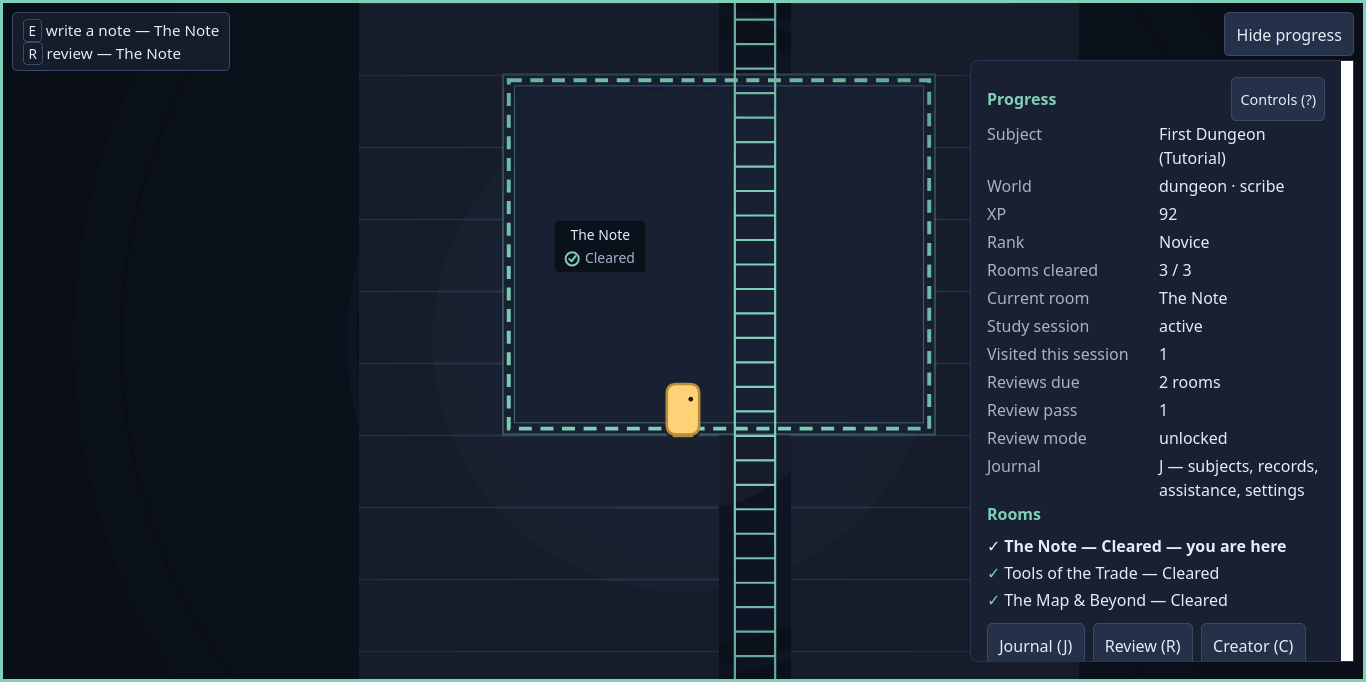 E write a note — The Note
R review — The Note
Hide progress
The Note
Cleared
Progress
Controls (?)
Subject First Dungeon (Tutorial)
World dungeon · scribe
XP 92
Rank Novice
Rooms cleared 3 / 3
Current room The Note
Study session active
Visited this session 1
Reviews due 2 rooms
Review pass 1
Review mode unlocked
Journal J — subjects, records, assistance, settings
Rooms
✓ The Note — Cleared — you are here
✓ Tools of the Trade — Cleared
✓ The Map & Beyond — Cleared
Journal (J) Review (R) Creator (C)